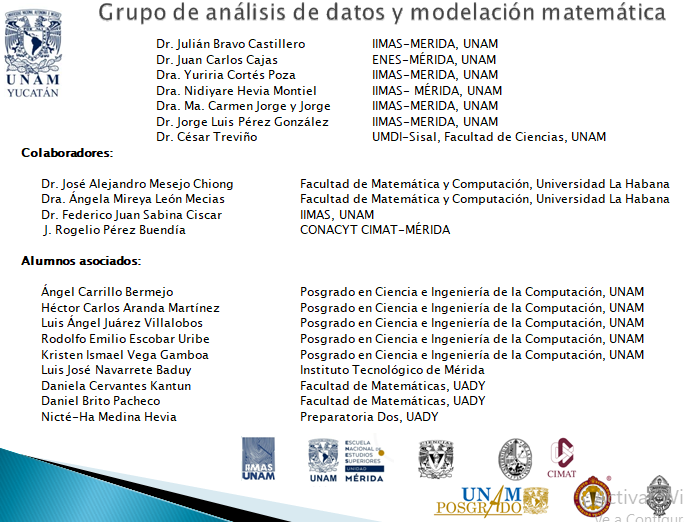 Grupo de análisis de datos y modelación matemática
UNAM
YUCATÁN
Dr. Julián Bravo Castillero IIMAS-MERIDA, UNAM
Dr. Juan Carlos Cajas ENES-MÉRIDA, UNAM
Dra. Yuriria Cortés Poza IIMAS-MERIDA, UNAM
Dra. Nidiyare Hevia Montiel IIMAS- MÉRIDA, UNAM
Dra. Ma. Carmen Jorge y Jorge IIMAS-MERIDA, UNAM
Dr. Jorge Luis Pérez González IIMAS-MERIDA, UNAM
Dr. César Treviño UMDI-Sisal, Facultad de Ciencias, UNAM
Colaboradores:
Dr. José Alejandro Mesejo Chiong Facultad de Matemática y Computación, Universidad La Habana
Dra. Ángela Mireya León Mecias Facultad de Matemática y Computación, Universidad La Habana
Dr. Federico Juan Sabina Ciscar IIMAS, UNAM
J. Rogelio Pérez Buendía CONACYT CIMAT-MÉRIDA
Alumnos asociados:
Ángel Carrillo Bermejo Posgrado en Ciencia e Ingeniería de la Computación, UNAM
Héctor Carlos Aranda Martínez Posgrado en Ciencia e Ingeniería de la Computación, UNAM
Luis Ángel Juárez Villalobos Posgrado en Ciencia e Ingeniería de la Computación, UNAM
Rodolfo Emilio Escobar Uribe Posgrado en Ciencia e Ingeniería de la Computación, UNAM
Kristen Ismael Vega Gamboa Posgrado en Ciencia e Ingeniería de la Computación, UNAM
Luis José Navarrete Baduy Instituto Tecnológico de Mérida
Daniela Cervantes Kantun Facultad de Matemáticas, UADY
Daniel Brito Pacheco Facultad de Matemáticas, UADY
Nicté-Ha Medina Hevia Preparatoria Dos, UADY
IIMAS
UNAM
UNAM
ESCUELA
NACIONAL DE
ESTUDIOS
SUPERIORES
UNIDAD
MÉRIDA
CIENCIAS
CIMAT
UNAM
POSGRADO